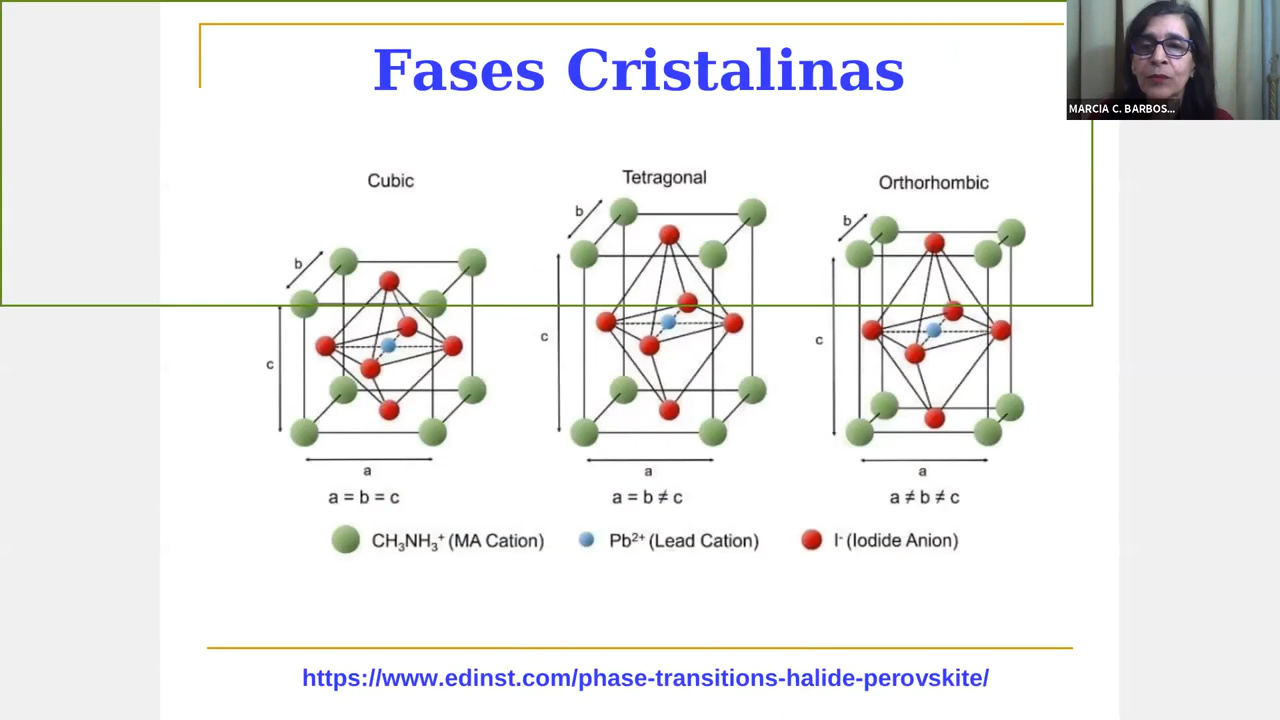 Fases Cristalinas
MARCIA C. BARBOS...
Cubic
Tetragonal
Orthorhombic
b
b
b
c
c
c
a
a
a
a = b = c
a = b ≠ c
a ≠ b ≠ c
CH₃NH₃⁺ (MA Cation)
Pb²⁺ (Lead Cation)
I⁻ (Iodide Anion)
https://www.edinst.com/phase-transitions-halide-perovskite/